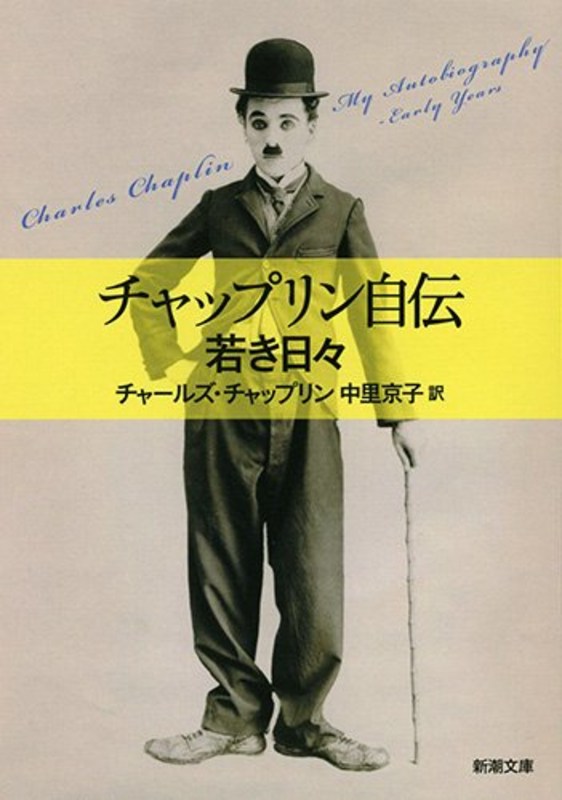 My Autobiography
-Early Years
Charles Chaplin
チャップリン自伝
若き日々
チャールズ・チャップリン 中里京子 訳
新潮文庫